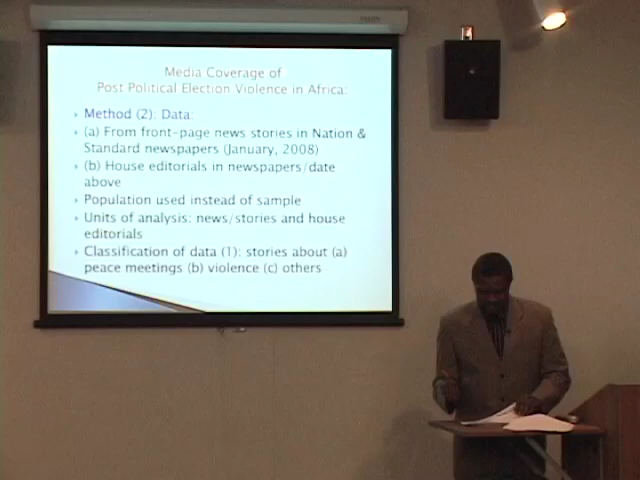 Media Coverage of
Post Political Election Violence in Africa:
Method (2): Data:
(a) From front-page news stories in Nation &
Standard newspapers (January, 2008)
(b) House editorials in newspapers/date
above
Population used instead of sample
Units of analysis: news/stories and house
editorials
Classification of data (1): stories about (a)
peace meetings (b) violence (c) others